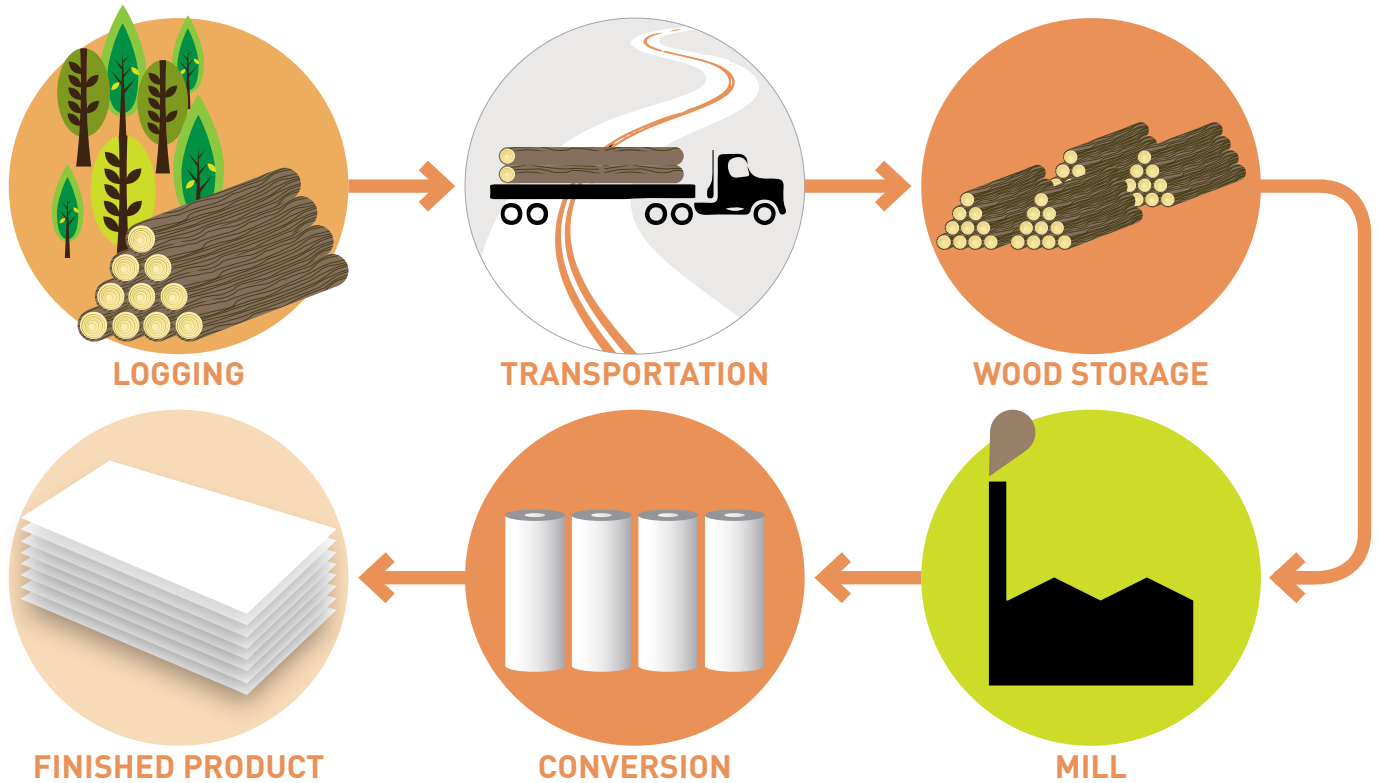 LOGGING
TRANSPORTATION
WOOD STORAGE
MILL
CONVERSION
FINISHED PRODUCT